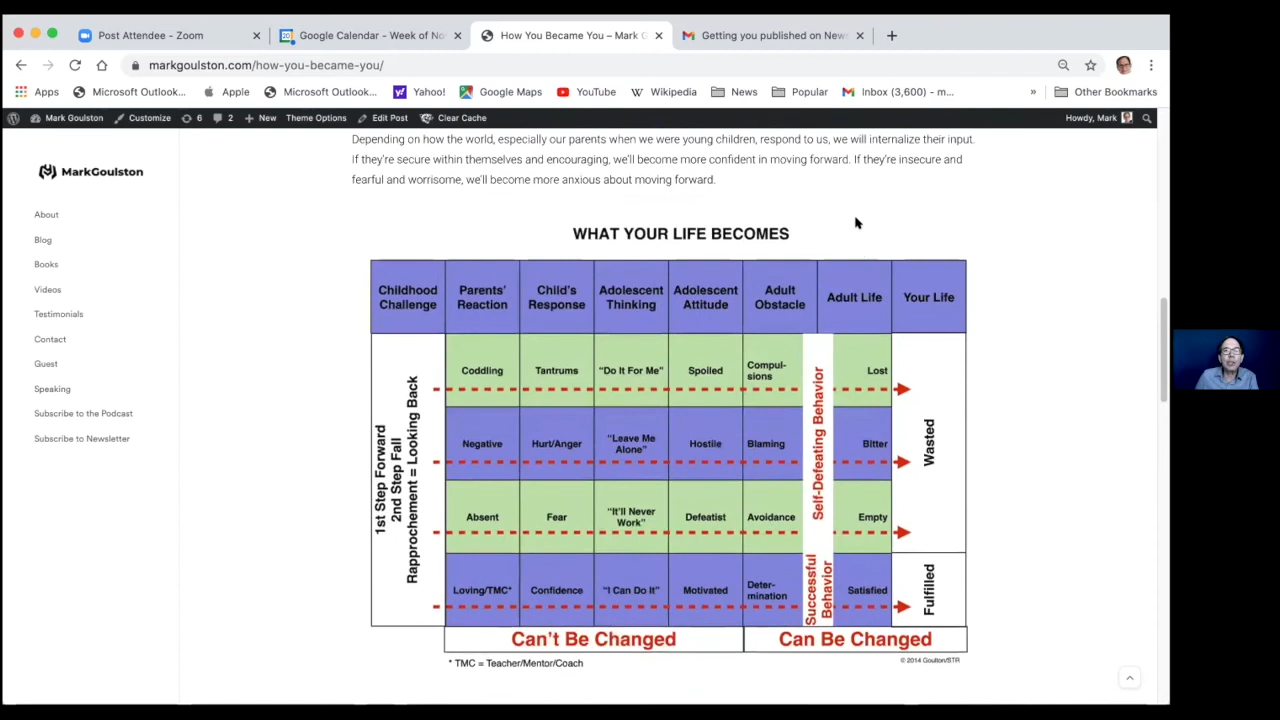 Post Attendee - Zoom
Google Calendar - Week of No
How You Became You – Mark G
Getting you published on News
markgoulston.com/how-you-became-you/
Apps
Microsoft Outlook...
Apple
Microsoft Outlook...
Yahoo!
Google Maps
YouTube
Wikipedia
News
Popular
Inbox (3,600) - m...
»
Other Bookmarks
Mark Goulston
Customize
6
2
New
Theme Options
Edit Post
Clear Cache
Howdy, Mark
MarkGoulston
About
Blog
Books
Videos
Testimonials
Contact
Guest
Speaking
Subscribe to the Podcast
Subscribe to Newsletter
Depending on how the world, especially our parents when we were young children, respond to us, we will internalize their input.
If they're secure within themselves and encouraging, we'll become more confident in moving forward. If they're insecure and
fearful and worrisome, we'll become more anxious about moving forward.
WHAT YOUR LIFE BECOMES
Childhood
Challenge
Parents'
Reaction
Child's
Response
Adolescent
Thinking
Adolescent
Attitude
Adult
Obstacle
Adult Life
Your Life
1st Step Forward
2nd Step Fall
Rapprochement = Looking Back
Coddling
Tantrums
"Do It For Me"
Spoiled
Compul-
sions
Lost
Negative
Hurt/Anger
"Leave Me
Alone"
Hostile
Blaming
Bitter
Absent
Fear
"It'll Never
Work"
Defeatist
Avoidance
Empty
Loving/TMC*
Confidence
"I Can Do It"
Motivated
Deter-
mination
Satisfied
Self-Defeating Behavior
Successful
Behavior
Wasted
Fulfilled
Can't Be Changed
Can Be Changed
* TMC = Teacher/Mentor/Coach
© 2014 Goulton/STR